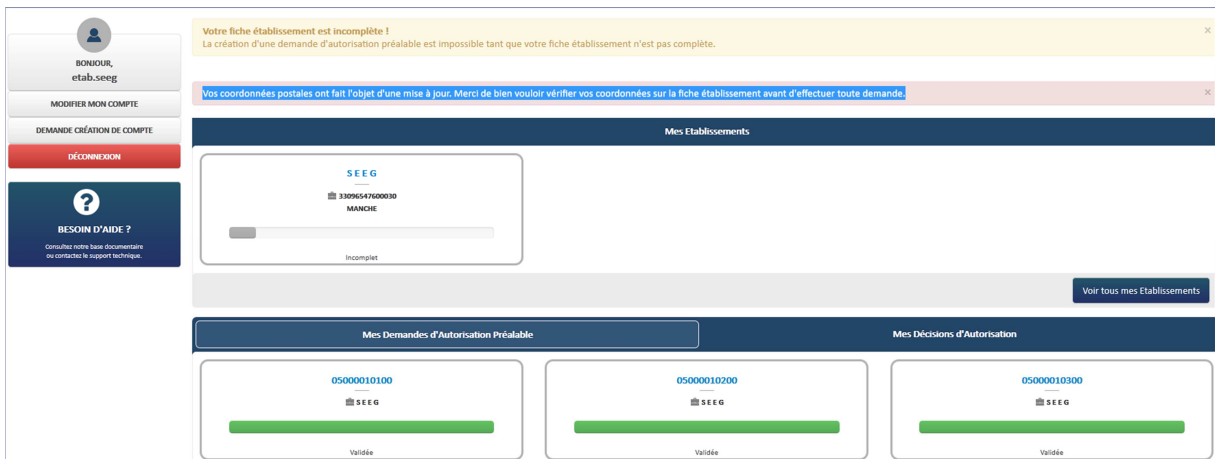 BONJOUR,
etab.seeg
MODIFIER MON COMPTE
DEMANDE CRÉATION DE COMPTE
DÉCONNEXION
?
BESOIN D'AIDE ?
Consultez notre base documentaire
ou contactez le support technique.
Votre fiche établissement est incomplète !
La création d'une demande d'autorisation préalable est impossible tant que votre fiche établissement n'est pas complète.
×
Vos coordonnées postales ont fait l'objet d'une mise à jour. Merci de bien vouloir vérifier vos coordonnées sur la fiche établissement avant d'effectuer toute demande.
×
Mes Etablissements
S E E G
33096547600030
MANCHE
Incomplet
Voir tous mes Etablissements
Mes Demandes d'Autorisation Préalable
Mes Décisions d'Autorisation
05000010100
S E E G
Validée
05000010200
S E E G
Validée
05000010300
S E E G
Validée